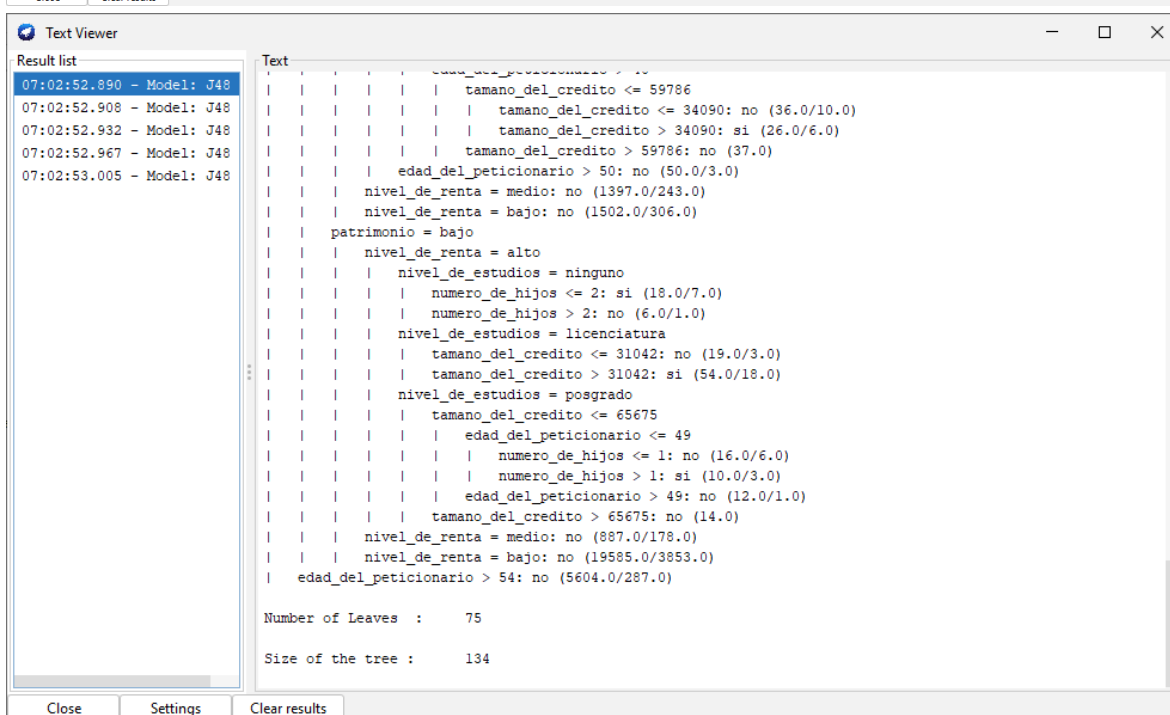 Text Viewer
Result list
07:02:52.890 - Model: J48
07:02:52.908 - Model: J48
07:02:52.932 - Model: J48
07:02:52.967 - Model: J48
07:02:53.005 - Model: J48
Text
| | | | | edad_del_peticionario >
| | | | | | tamano_del_credito <= 59786
| | | | | | | tamano_del_credito <= 34090: no (36.0/10.0)
| | | | | | | tamano_del_credito > 34090: si (26.0/6.0)
| | | | | | tamano_del_credito > 59786: no (37.0)
| | | | edad_del_peticionario > 50: no (50.0/3.0)
| | | nivel_de_renta = medio: no (1397.0/243.0)
| | | nivel_de_renta = bajo: no (1502.0/306.0)
| | patrimonio = bajo
| | | nivel_de_renta = alto
| | | | nivel_de_estudios = ninguno
| | | | | numero_de_hijos <= 2: si (18.0/7.0)
| | | | | numero_de_hijos > 2: no (6.0/1.0)
| | | | nivel_de_estudios = licenciatura
| | | | | tamano_del_credito <= 31042: no (19.0/3.0)
| | | | | tamano_del_credito > 31042: si (54.0/18.0)
| | | | nivel_de_estudios = posgrado
| | | | | tamano_del_credito <= 65675
| | | | | | edad_del_peticionario <= 49
| | | | | | | numero_de_hijos <= 1: no (16.0/6.0)
| | | | | | | numero_de_hijos > 1: si (10.0/3.0)
| | | | | | edad_del_peticionario > 49: no (12.0/1.0)
| | | | | tamano_del_credito > 65675: no (14.0)
| | | nivel_de_renta = medio: no (887.0/178.0)
| | | nivel_de_renta = bajo: no (19585.0/3853.0)
| edad_del_peticionario > 54: no (5604.0/287.0)
Number of Leaves : 75
Size of the tree : 134
Close Settings Clear results